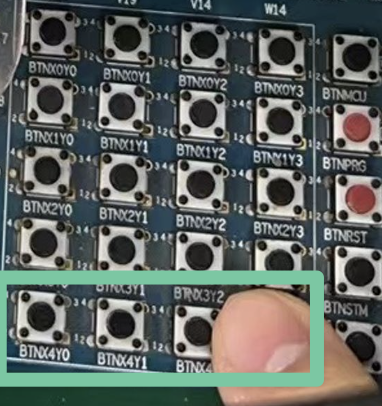 V14 W14
BTNX0Y0 BTNX0Y1 BTNX0Y2 BTNX0Y3 BTNMCU
BTNX1Y0 BTNX1Y1 BTNX1Y2 BTNX1Y3 BTNPRG
BTNX2Y0 BTNX2Y1 BTNX2Y2 BTNX2Y3 BTNRST
BTNX3Y1 BTNX3Y2 BTNSTM
BTNX4Y0 BTNX4Y1 BTNX4